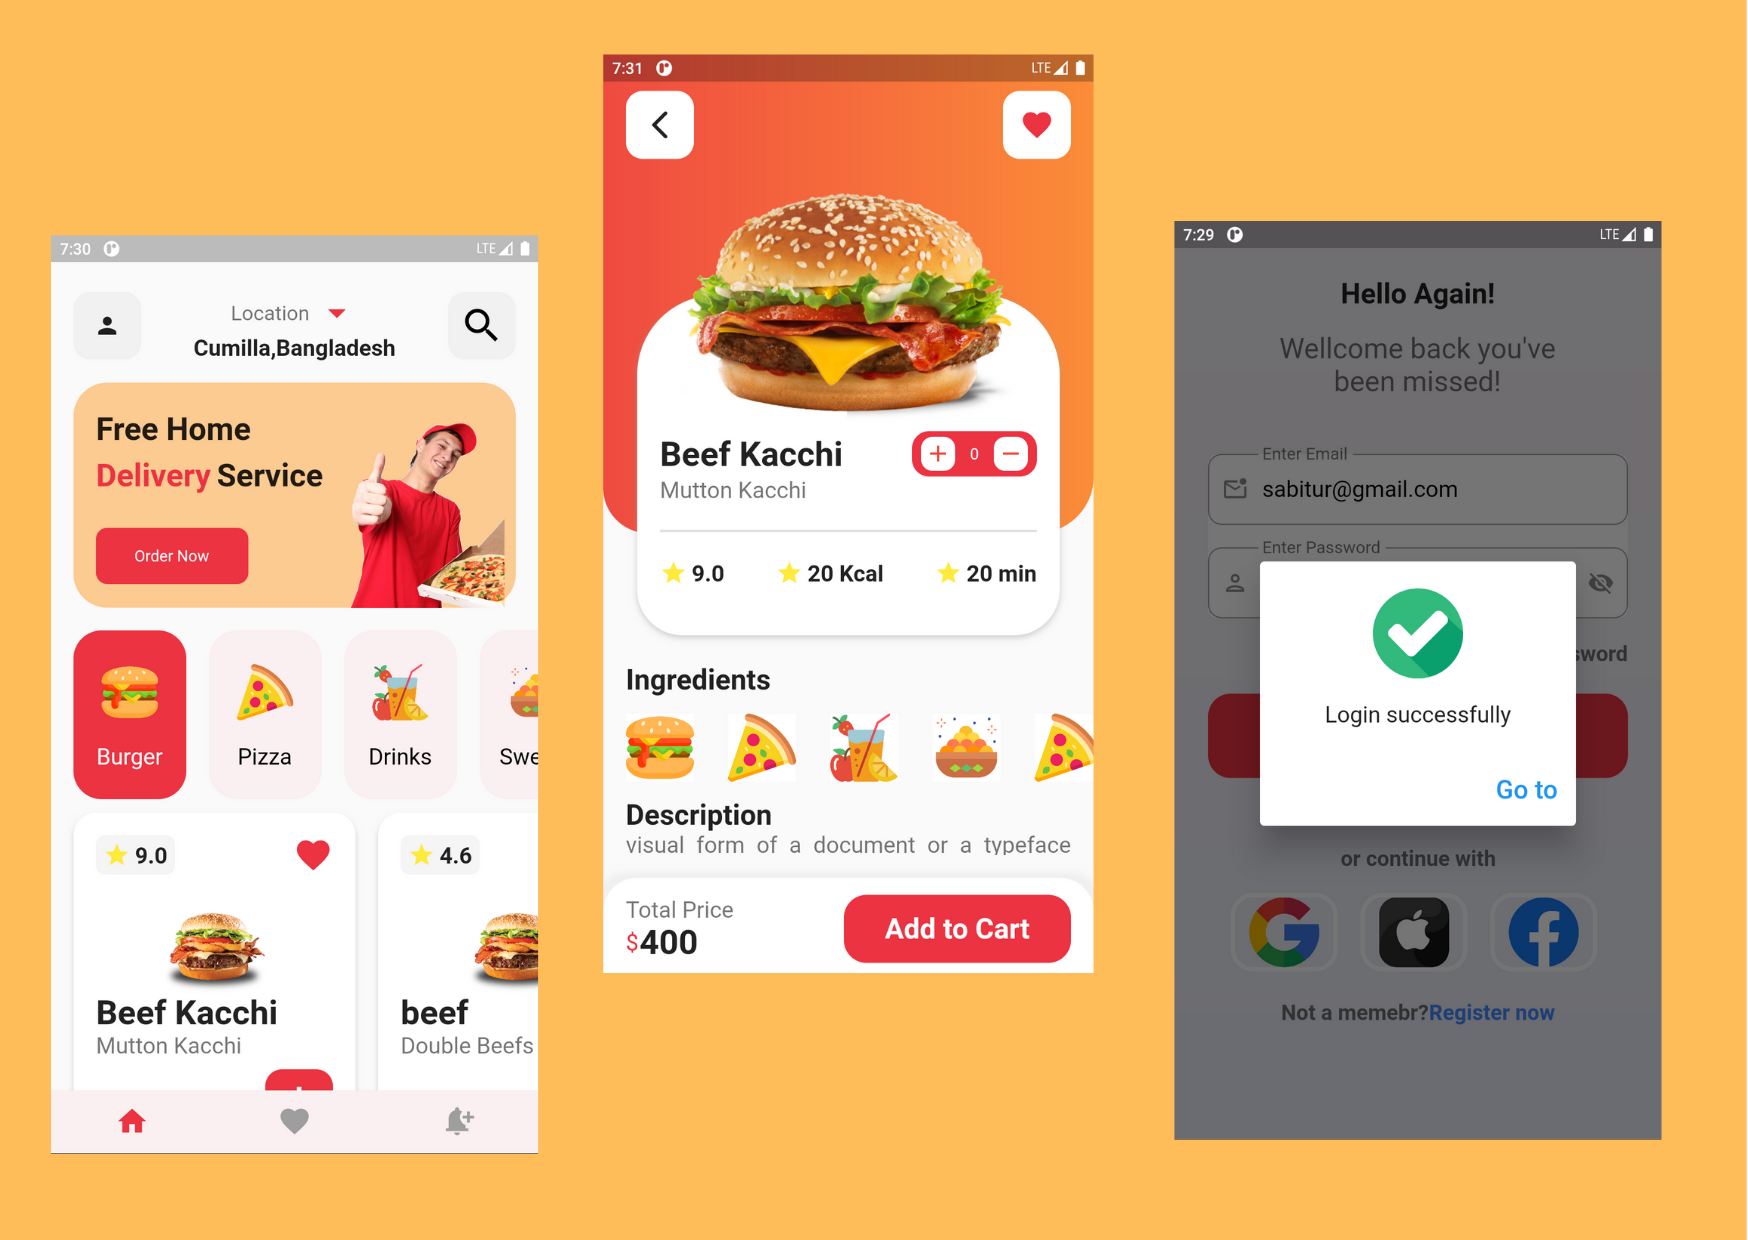 7:30
LTE
Location
Cumilla,Bangladesh
Free Home
Delivery Service
Order Now
Burger
Pizza
Drinks
Swe
9.0
4.6
Beef Kacchi
Mutton Kacchi
beef
Double Beefs
7:31
LTE
Beef Kacchi
+ 0 −
Mutton Kacchi
9.0
20 Kcal
20 min
Ingredients
Description
visual form of a document or a typeface
Total Price
$400
Add to Cart
7:29
LTE
Hello Again!
Wellcome back you've
been missed!
Enter Email
sabitur@gmail.com
Enter Password
sword
Login successfully
Go to
or continue with
Not a memebr?Register now